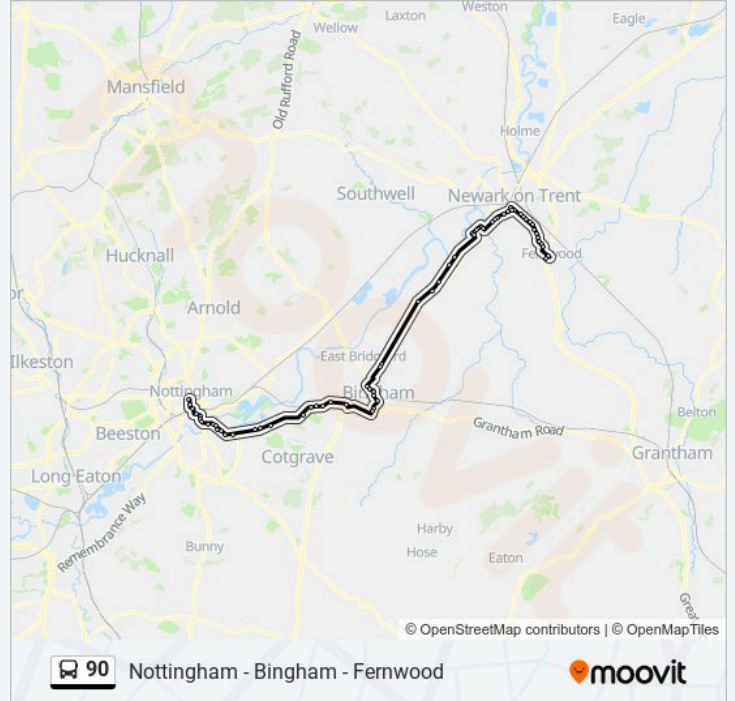 Weston
Laxton
Eagle
Wellow
Old Rufford Road
Mansfield
Holme
Southwell
Newark on Trent
Hucknall
or
Arnold
East Bridgford
Ilkeston
Nottingham
Bingham
Beeston
Grantham Road
Belton
Cotgrave
Grantham
Long Eaton
Remembrance Way
Harby
Bunny
Hose
Eaton
Grea
© OpenStreetMap contributors | © OpenMapTiles
90 Nottingham - Bingham - Fernwood
moovit